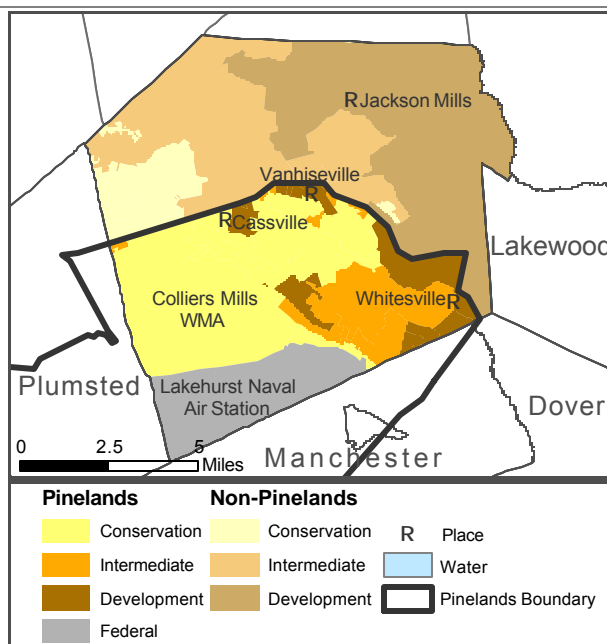 R Jackson Mills
Vanhiseville
R
R
Cassville
Lakewood
Colliers Mills
WMA
Whitesville R
Plumsted
Lakehurst Naval
Air Station
Dover
0 2.5 5
Miles
Manchester
Pinelands Non-Pinelands
Conservation Conservation R Place
Intermediate Intermediate Water
Development Development Pinelands Boundary
Federal